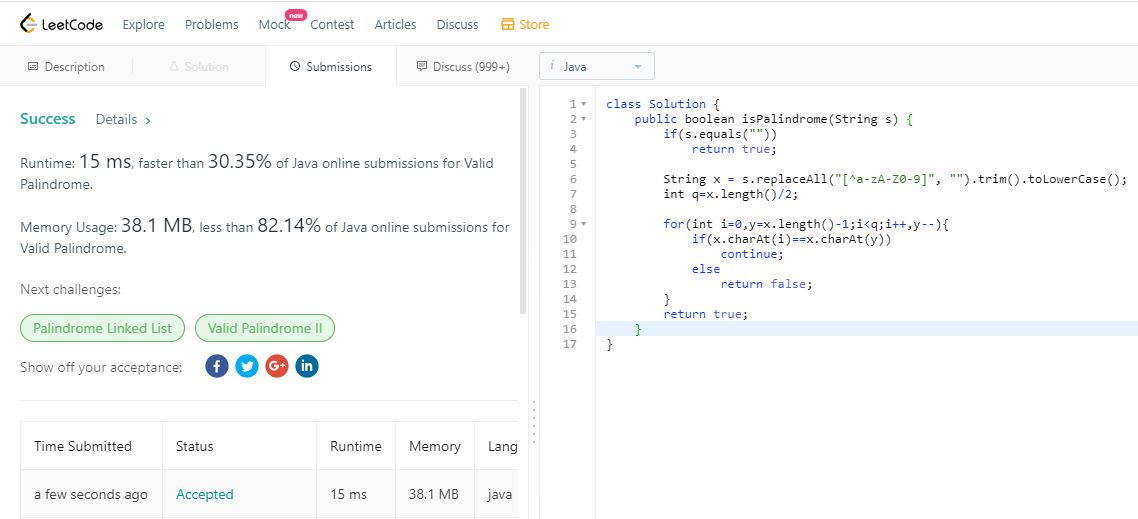 LeetCode Explore Problems Mock new Contest Articles Discuss Store
Description Solution Submissions Discuss (999+) i Java
Success Details >
Runtime: 15 ms, faster than 30.35% of Java online submissions for Valid
Palindrome.
Memory Usage: 38.1 MB, less than 82.14% of Java online submissions for
Valid Palindrome.
Next challenges:
Palindrome Linked List Valid Palindrome II
Show off your acceptance: f G+ in
Time Submitted Status Runtime Memory Lang
a few seconds ago Accepted 15 ms 38.1 MB java
1 class Solution {
2 public boolean isPalindrome(String s) {
3 if(s.equals(""))
4 return true;
5
6 String x = s.replaceAll("[^a-zA-Z0-9]", "").trim().toLowerCase();
7 int q=x.length()/2;
8
9 for(int i=0,y=x.length()-1;i<q;i++,y--){
10 if(x.charAt(i)==x.charAt(y))
11 continue;
12 else
13 return false;
14 }
15 return true;
16 }
17 }